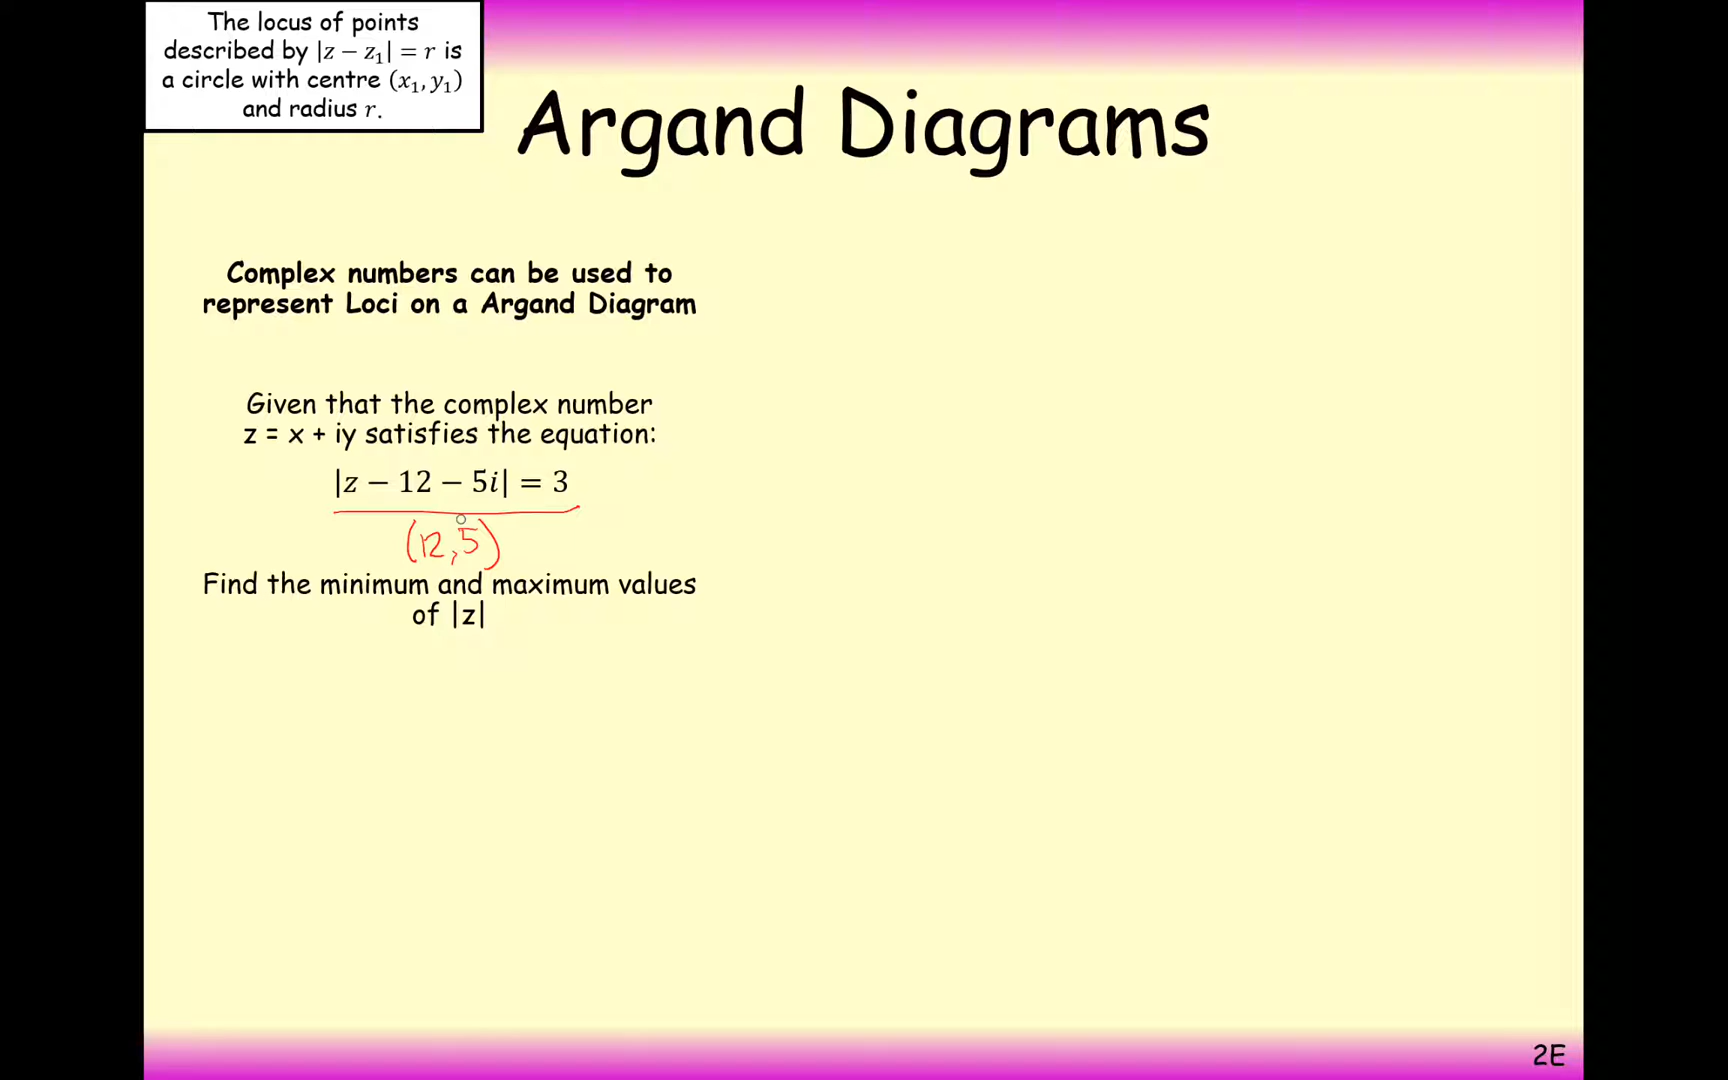 The locus of points
described by |z − z₁| = r is
a circle with centre (x₁, y₁)
and radius r.
Argand Diagrams
Complex numbers can be used to
represent Loci on a Argand Diagram
Given that the complex number
z = x + iy satisfies the equation:
|z − 12 − 5i| = 3
(12,5)
Find the minimum and maximum values
of |z|
2E